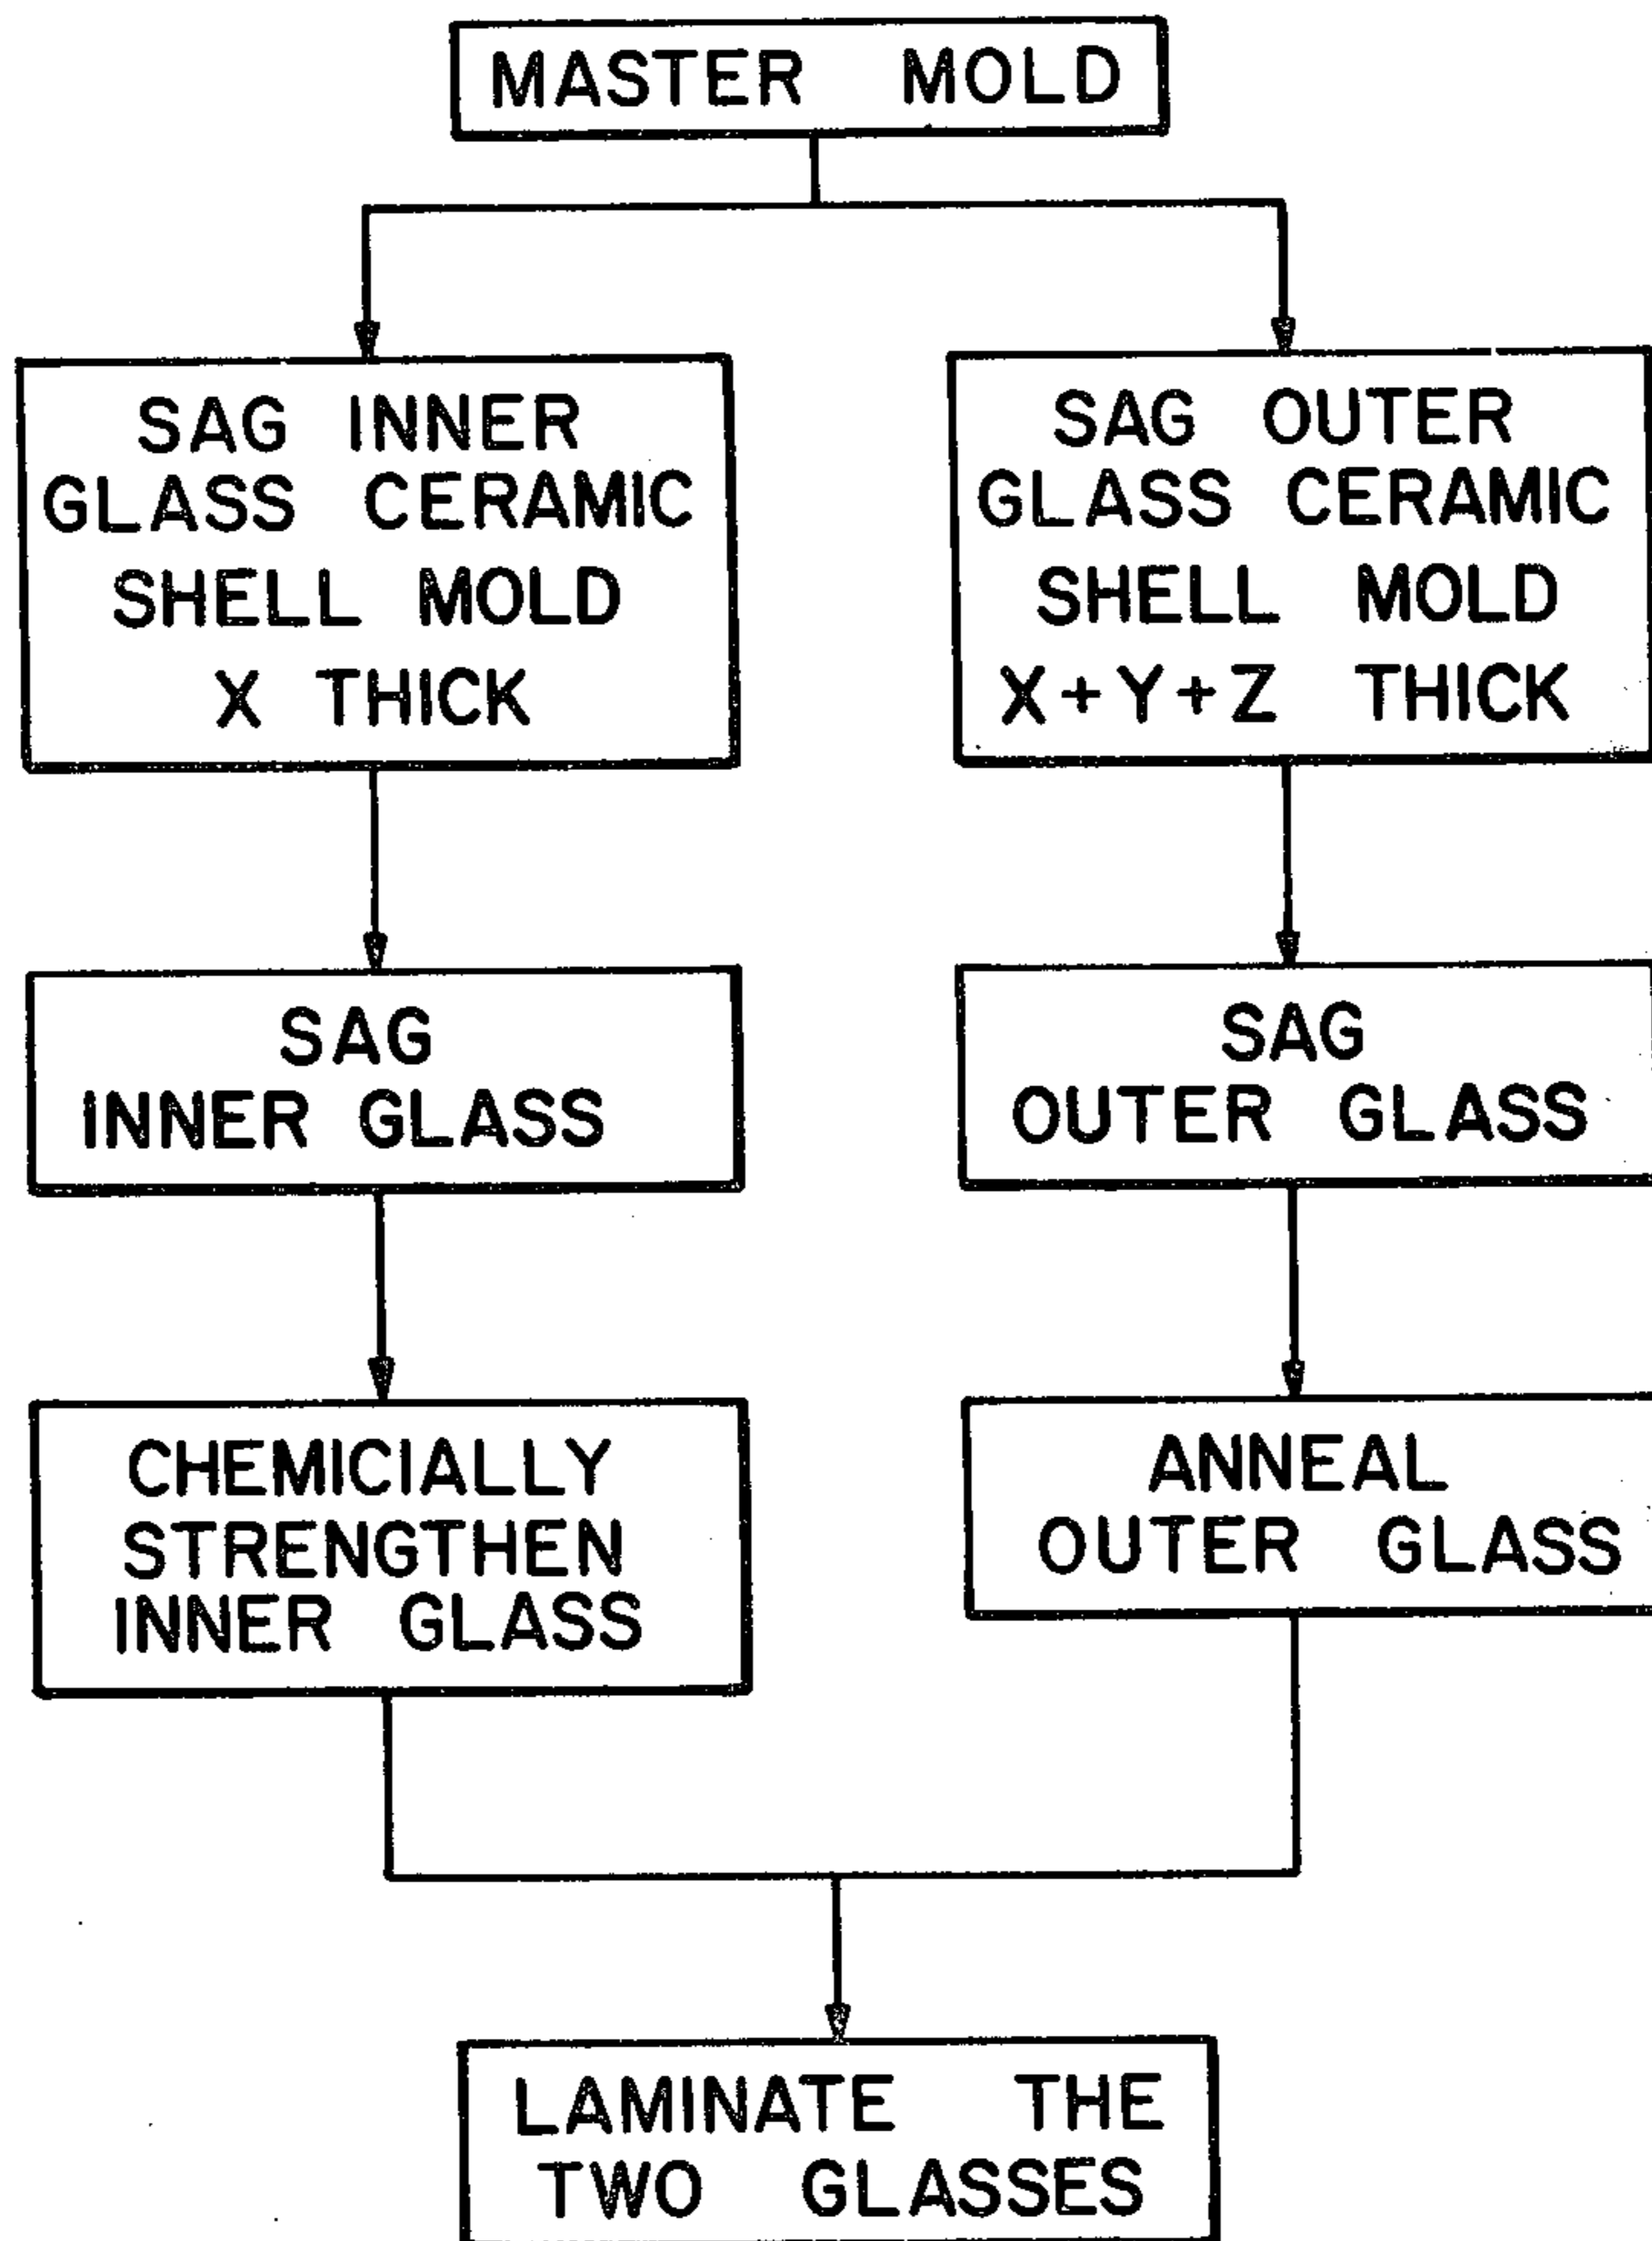 MASTER MOLD
SAG INNER
GLASS CERAMIC
SHELL MOLD
X THICK
SAG OUTER
GLASS CERAMIC
SHELL MOLD
X+Y+Z THICK
SAG
INNER GLASS
SAG
OUTER GLASS
CHEMICIALLY
STRENGTHEN
INNER GLASS
ANNEAL
OUTER GLASS
LAMINATE THE
TWO GLASSES